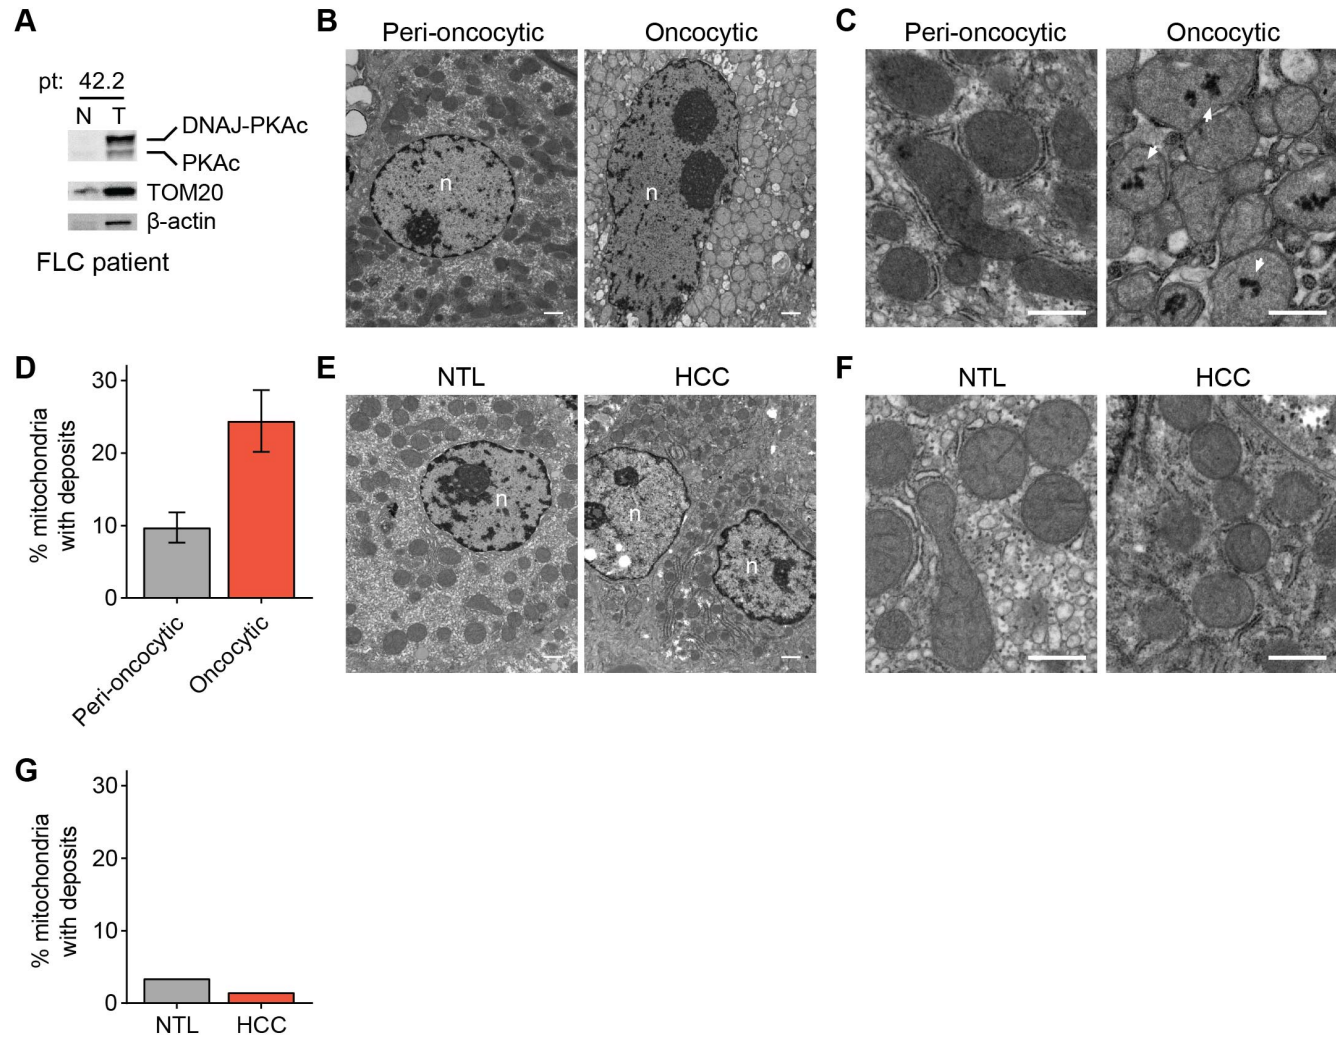 A
pt: 42.2
N T
DNAJ-PKAc
PKAc
TOM20
β-actin
FLC patient
B
Peri-oncocytic
Oncocytic
n
n
C
Peri-oncocytic
Oncocytic
D
% mitochondria
with deposits
30
20
10
0
Peri-oncocytic
Oncocytic
E
NTL
HCC
n
n
n
F
NTL
HCC
G
% mitochondria
with deposits
30
20
10
0
NTL
HCC